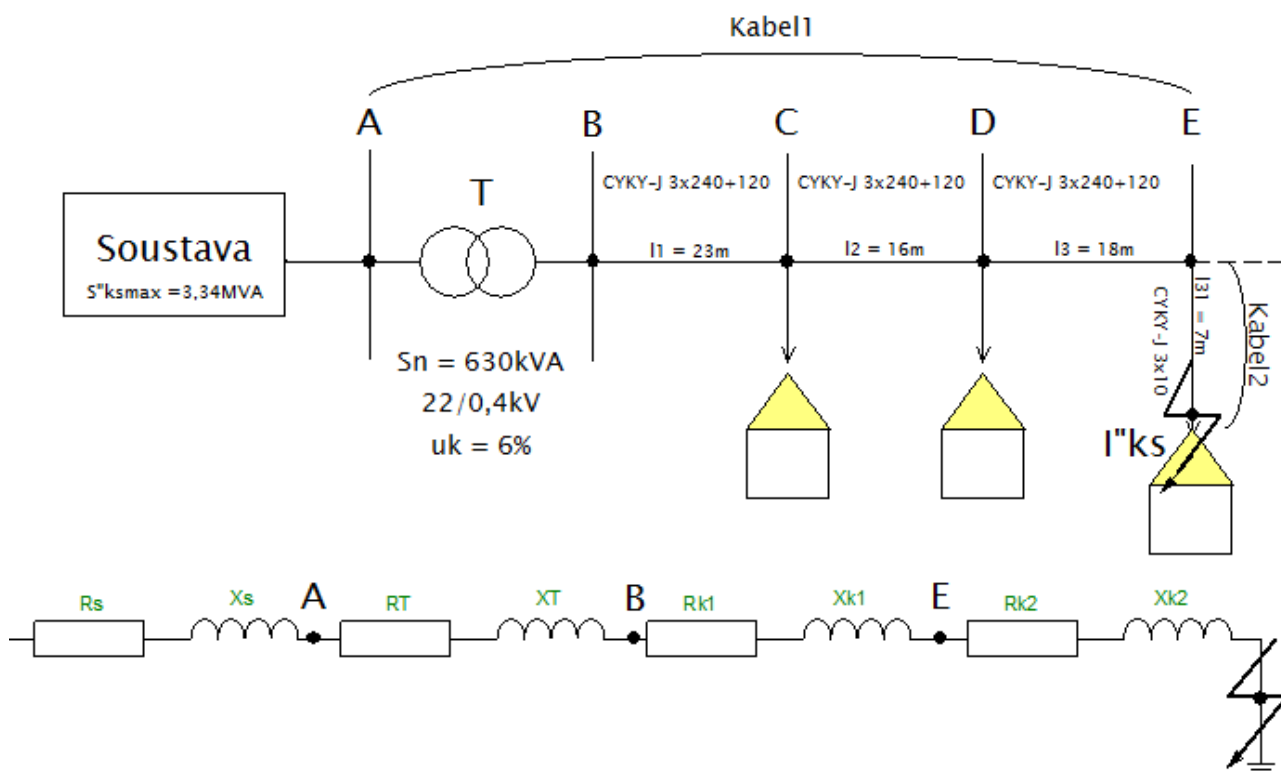 Kabel1
A
B
C
D
E
T
CYKY-J 3x240+120
CYKY-J 3x240+120
CYKY-J 3x240+120
Soustava
S"ksmax =3,34MVA
l1 = 23m
l2 = 16m
l3 = 18m
l31 = 7m
CYKY-J 3x10
Kabel2
Sn = 630kVA
22/0,4kV
uk = 6%
I"ks
Rs
Xs
A
RT
XT
B
Rk1
Xk1
E
Rk2
Xk2